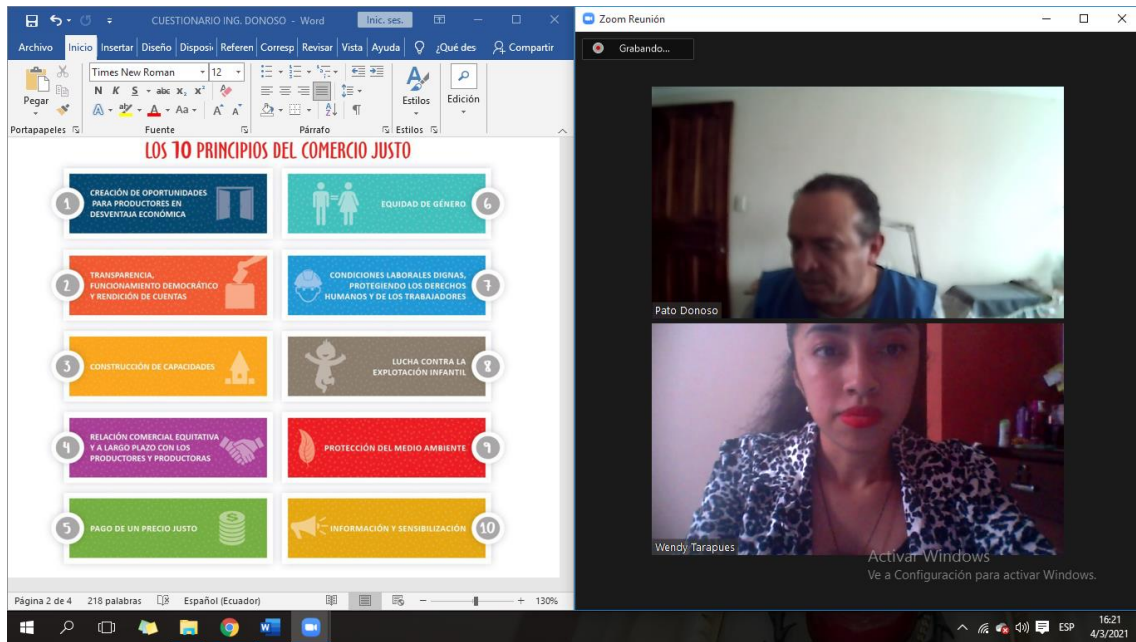 CUESTIONARIO ING. DONOSO - Word
Inic. ses.
Archivo Inicio Insertar Diseño Disposi Referen Corresp Revisar Vista Ayuda ¿Qué des Compartir
Pegar
Times New Roman 12
N K S abc x₂ x²
A aby A Aa A A
Estilos
Edición
Portapapeles Fuente Párrafo Estilos
LOS 10 PRINCIPIOS DEL COMERCIO JUSTO
1
CREACIÓN DE OPORTUNIDADES
PARA PRODUCTORES EN
DESVENTAJA ECONÓMICA
2
TRANSPARENCIA,
FUNCIONAMIENTO DEMOCRÁTICO
Y RENDICIÓN DE CUENTAS
3
CONSTRUCCIÓN DE CAPACIDADES
4
RELACIÓN COMERCIAL EQUITATIVA
Y A LARGO PLAZO CON LOS
PRODUCTORES Y PRODUCTORAS
5
PAGO DE UN PRECIO JUSTO
EQUIDAD DE GÉNERO
6
CONDICIONES LABORALES DIGNAS,
PROTEGIENDO LOS DERECHOS
HUMANOS Y DE LOS TRABAJADORES
7
LUCHA CONTRA LA
EXPLOTACIÓN INFANTIL
8
PROTECCIÓN DEL MEDIO AMBIENTE
9
INFORMACIÓN Y SENSIBILIZACIÓN
10
Página 2 de 4 218 palabras Español (Ecuador) 130%
Zoom Reunión
Grabando...
Pato Donoso
Wendy Tarapues
Activar Windows
Ve a Configuración para activar Windows.
ESP
16:21
4/3/2021